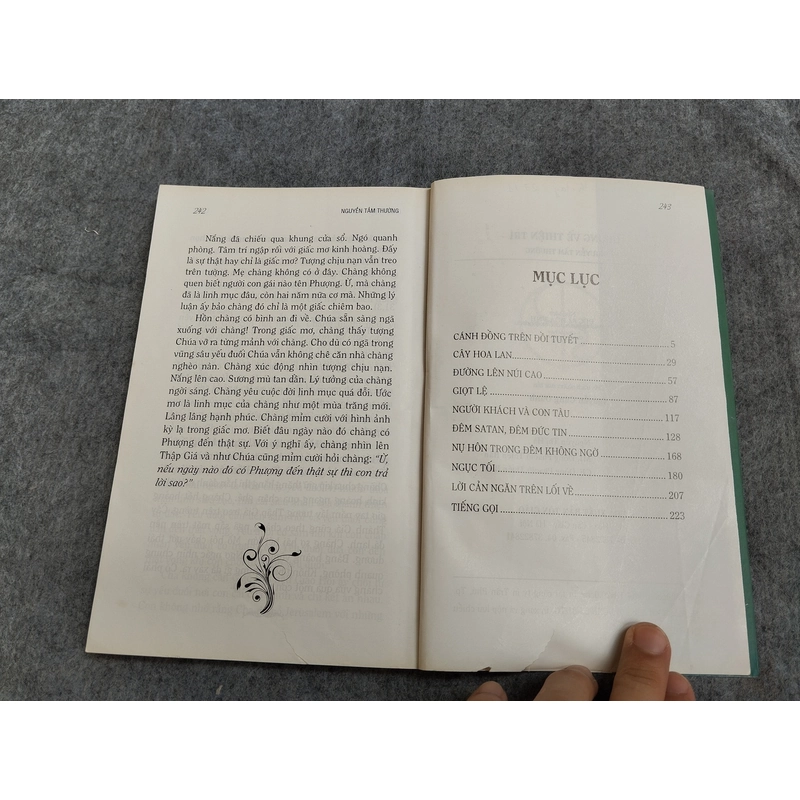 242
NGUYỄN TẦM THƯỜNG
Nắng đã chiếu qua khung cửa sổ. Ngó quanh
phòng. Tâm trí ngập rối với giấc mơ kinh hoàng. Đấy
là sự thật hay chỉ là giấc mơ? Tượng chịu nạn vẫn treo
trên tường. Mẹ chàng không có ở đây. Chàng không
quen biết người con gái nào tên Phượng. Ừ, mà chàng
đã là linh mục đâu, còn hai năm nữa cơ mà. Những lý
luận ấy bảo chàng đó chỉ là một giấc chiêm bao.
Hồn chàng có bình an đi về. Chúa sẵn sàng ngã
xuống với chàng! Trong giấc mơ, chàng thấy tượng
Chúa vỡ ra từng mảnh với chàng. Cho dù có ngã trong
vũng sâu yếu đuối Chúa vẫn không chê căn nhà chàng
nghèo nàn. Chàng xúc động nhìn tượng chịu nạn.
Nắng lên cao. Sương mù tan dần. Lý tưởng của chàng
ngời sáng. Chàng yêu cuộc đời linh mục quá đỗi. Ước
mơ là linh mục của chàng như một mùa trăng mới.
Lâng lâng hạnh phúc. Chàng mỉm cười với hình ảnh
kỳ lạ trong giấc mơ. Biết đâu ngày nào đó chàng có
Phượng đến thật sự. Với ý nghĩ ấy, chàng nhìn lên
Thập Giá và như Chúa cũng mỉm cười hỏi chàng: "Ừ,
nếu ngày nào đó có Phượng đến thật sự thì con trả
lời sao?"
243
MỤC LỤC
CÁNH ĐỒNG TRÊN ĐỒI TUYẾT 5
CÂY HOA LAN 29
ĐƯỜNG LÊN NÚI CAO 57
GIỌT LỆ 87
NGƯỜI KHÁCH VÀ CON TÀU 117
ĐÊM SATAN, ĐÊM ĐỨC TIN 128
NỤ HÔN TRONG ĐÊM KHÔNG NGỜ 168
NGỤC TỐI 180
LỜI CẢN NGĂN TRÊN LỐI VỀ 207
TIẾNG GỌI 223